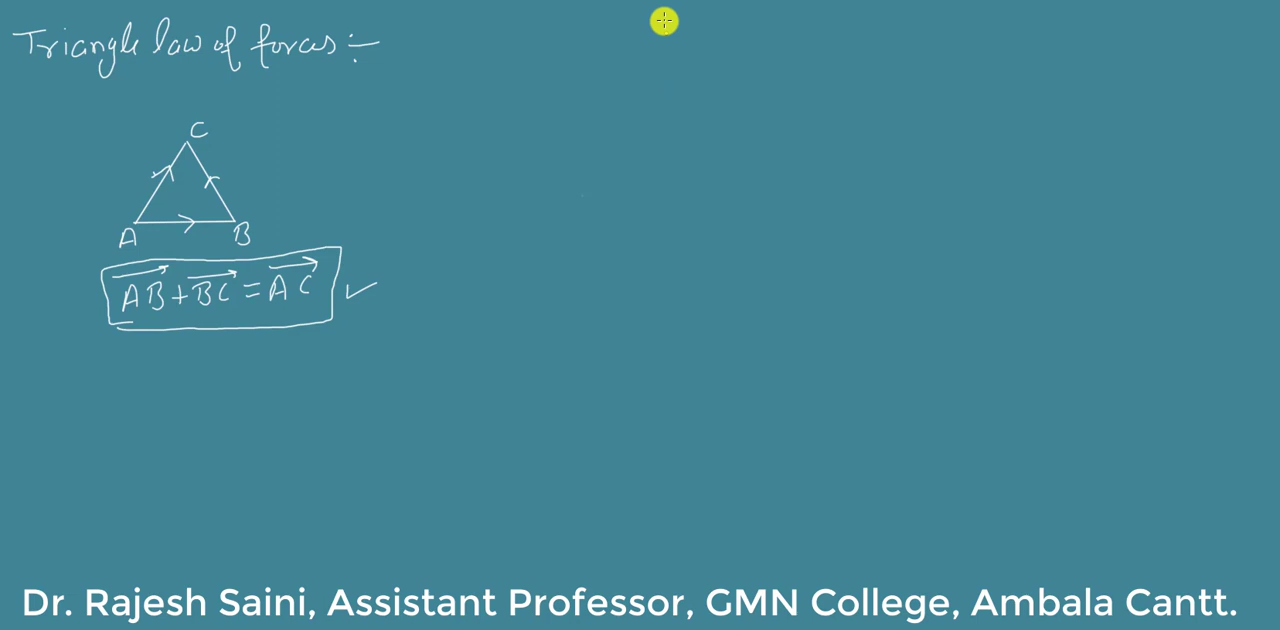 Triangle law of forces :-
C
A B
AB + BC = AC ✓
Dr. Rajesh Saini, Assistant Professor, GMN College, Ambala Cantt.